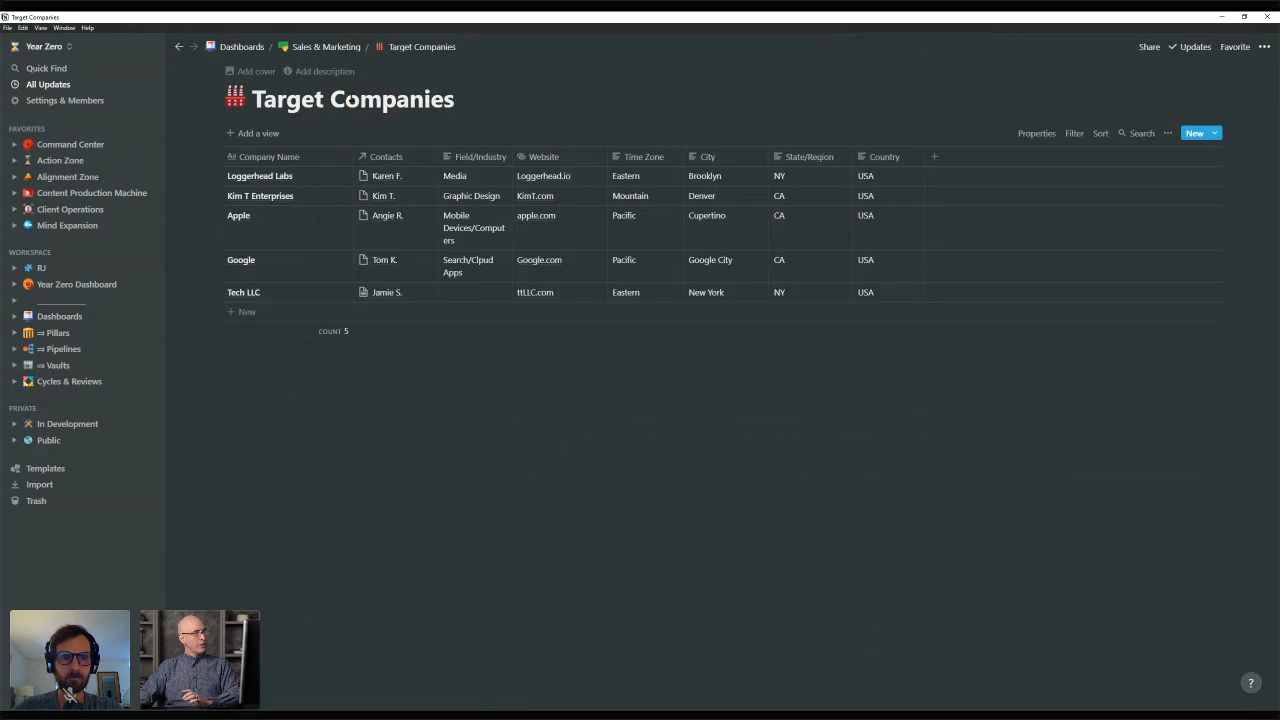 Target Companies
File Edit View Window Help
Year Zero
Dashboards / Sales & Marketing / Target Companies
Share Updates Favorite
Quick Find
All Updates
Settings & Members
FAVORITES
Command Center
Action Zone
Alignment Zone
Content Production Machine
Client Operations
Mind Expansion
WORKSPACE
RJ
Year Zero Dashboard
____________
Dashboards
⇒ Pillars
⇒ Pipelines
⇒ Vaults
Cycles & Reviews
PRIVATE
In Development
Public
Templates
Import
Trash
Add cover Add description
Target Companies
+ Add a view
Properties Filter Sort Search ••• New
Company Name Contacts Field/Industry Website Time Zone City State/Region Country +
Loggerhead Labs Karen F. Media Loggerhead.io Eastern Brooklyn NY USA
Kim T Enterprises Kim T. Graphic Design KimT.com Mountain Denver CA USA
Apple Angie R. Mobile apple.com Pacific Cupertino CA USA
Devices/Comput
ers
Google Tom K. Search/Clpud Google.com Pacific Google City CA USA
Apps
Tech LLC Jamie S. ttLLC.com Eastern New York NY USA
+ New
COUNT 5
?